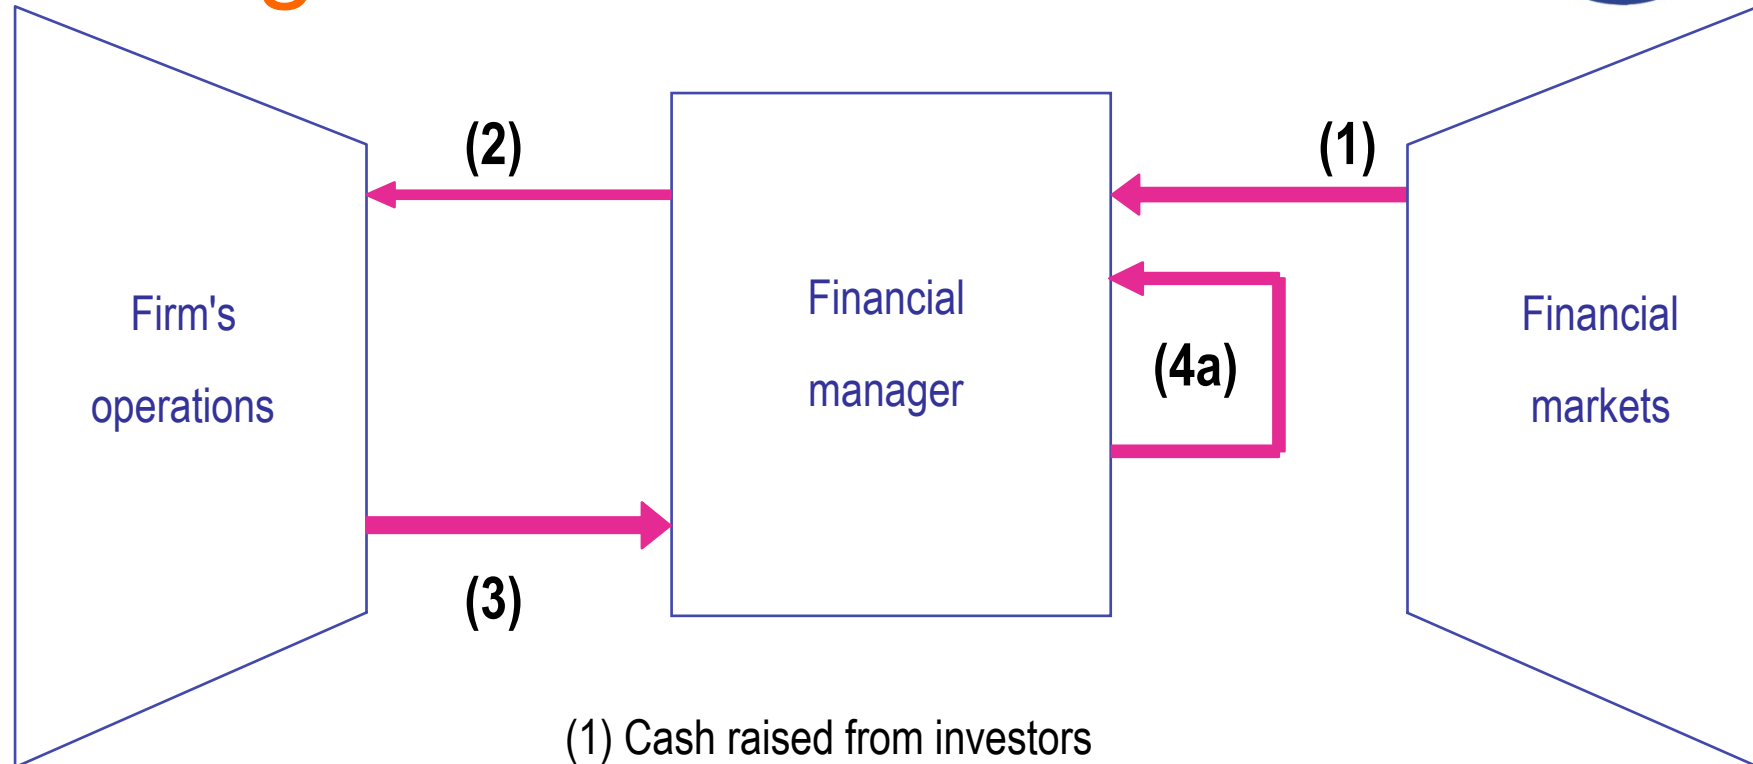 (2)
(1)
Firm's
operations
Financial
manager
(4a)
Financial
markets
(3)
(1) Cash raised from investors